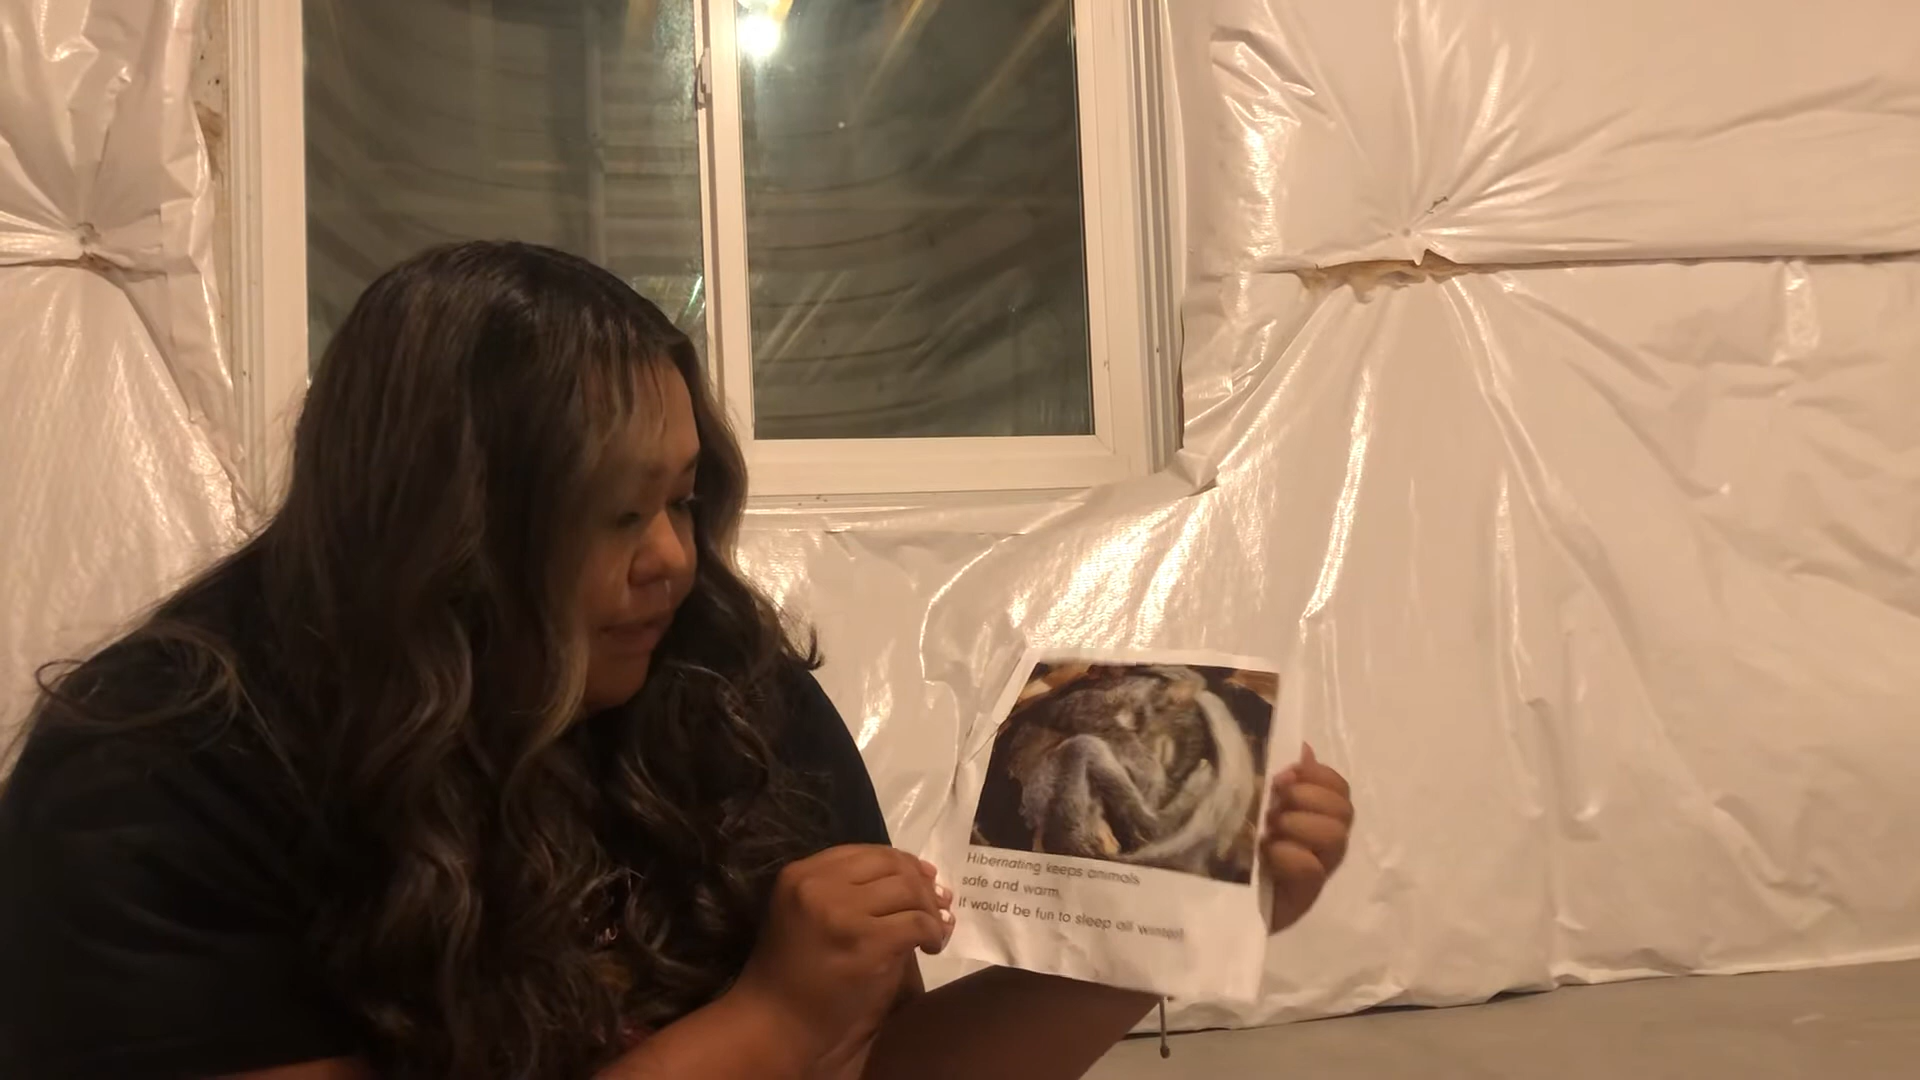 Hibernating keeps animals
safe and warm.
It would be fun to sleep all winter!